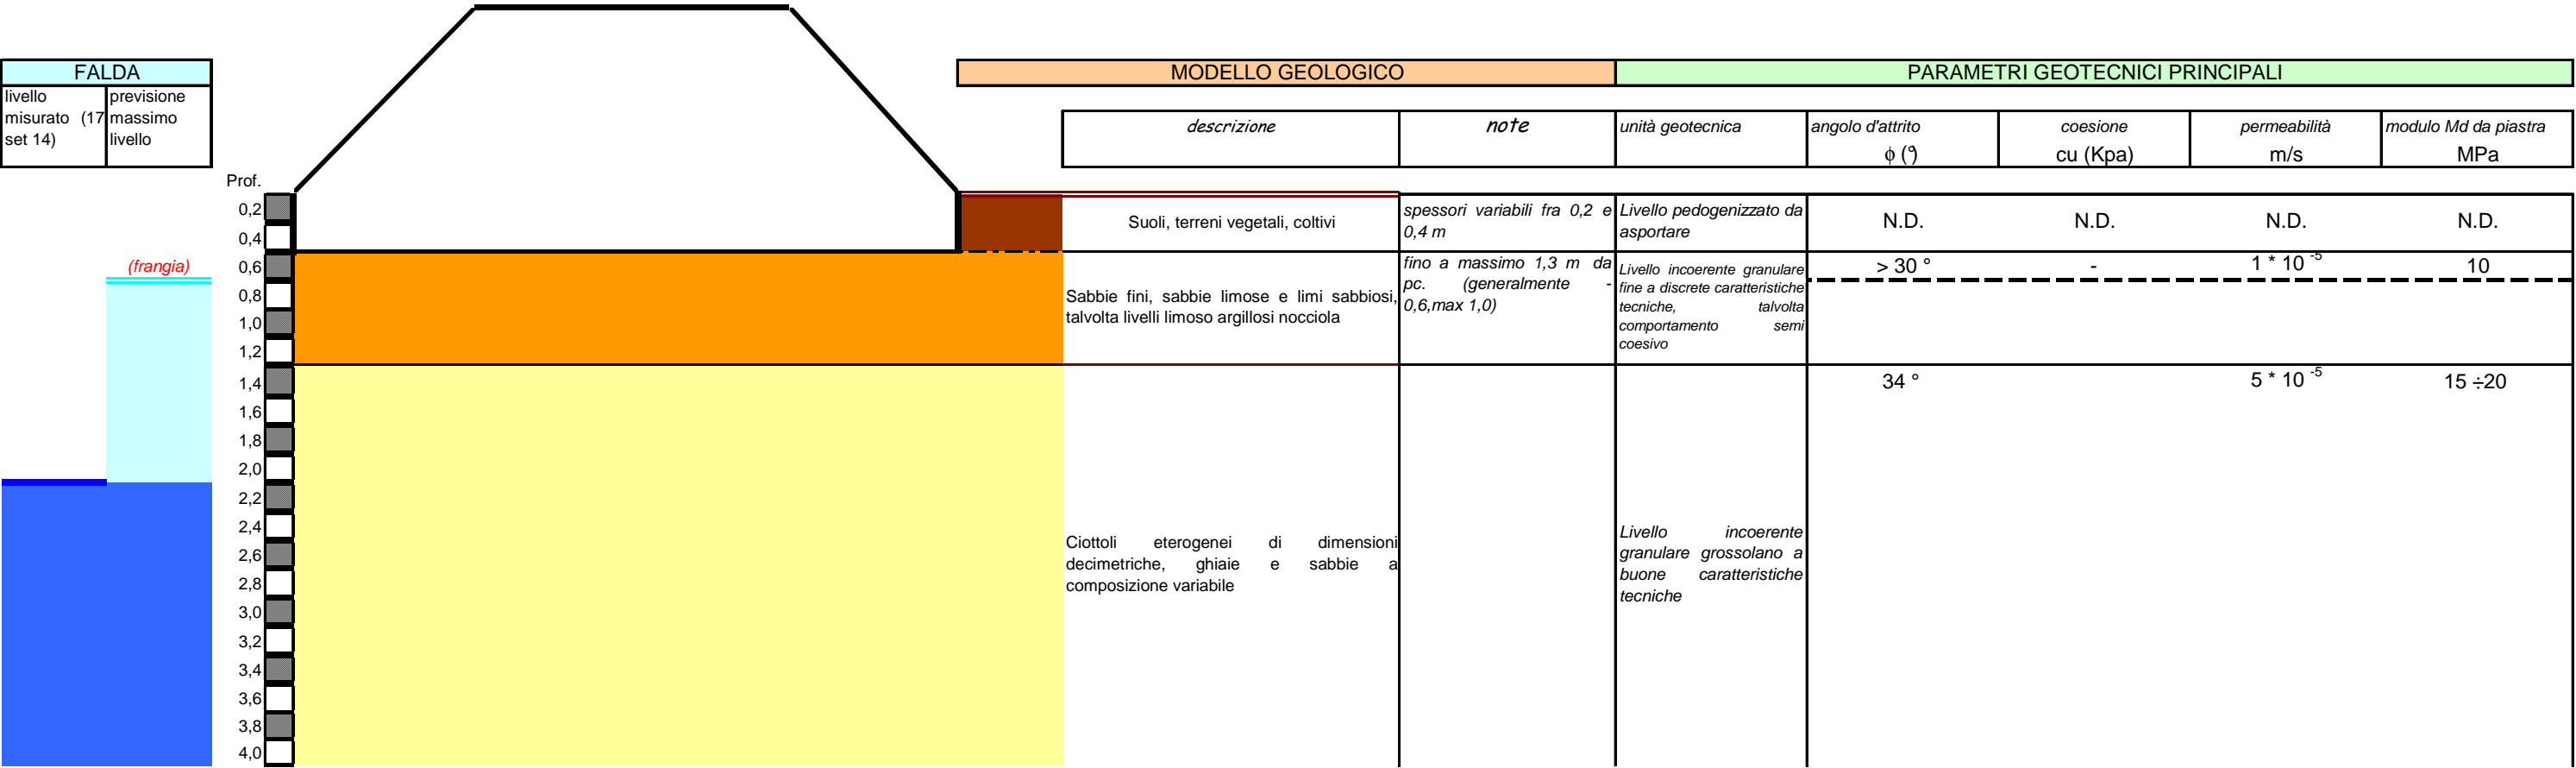 FALDA
MODELLO GEOLOGICO
PARAMETRI GEOTECNICI PRINCIPALI
livello
misurato (17
set 14)
previsione
massimo
livello
descrizione
note
unità geotecnica
angolo d'attrito
ϕ (°)
coesione
cu (Kpa)
permeabilità
m/s
modulo Md da piastra
MPa
Prof.
0,2
0,4
0,6
0,8
1,0
1,2
1,4
1,6
1,8
2,0
2,2
2,4
2,6
2,8
3,0
3,2
3,4
3,6
3,8
4,0
(frangia)
Suoli, terreni vegetali, coltivi
spessori variabili fra 0,2 e
0,4 m
Livello pedogenizzato da
asportare
N.D.
N.D.
N.D.
N.D.
Sabbie fini, sabbie limose e limi sabbiosi,
talvolta livelli limoso argillosi nocciola
fino a massimo 1,3 m da
pc. (generalmente -
0,6,max 1,0)
Livello incoerente granulare
fine a discrete caratteristiche
tecniche, talvolta
comportamento semi
coesivo
> 30 °
-
1 * 10 -5
10
Ciottoli eterogenei di dimensioni
decimetriche, ghiaie e sabbie a
composizione variabile
Livello incoerente
granulare grossolano a
buone caratteristiche
tecniche
34 °
5 * 10 -5
15 ÷20